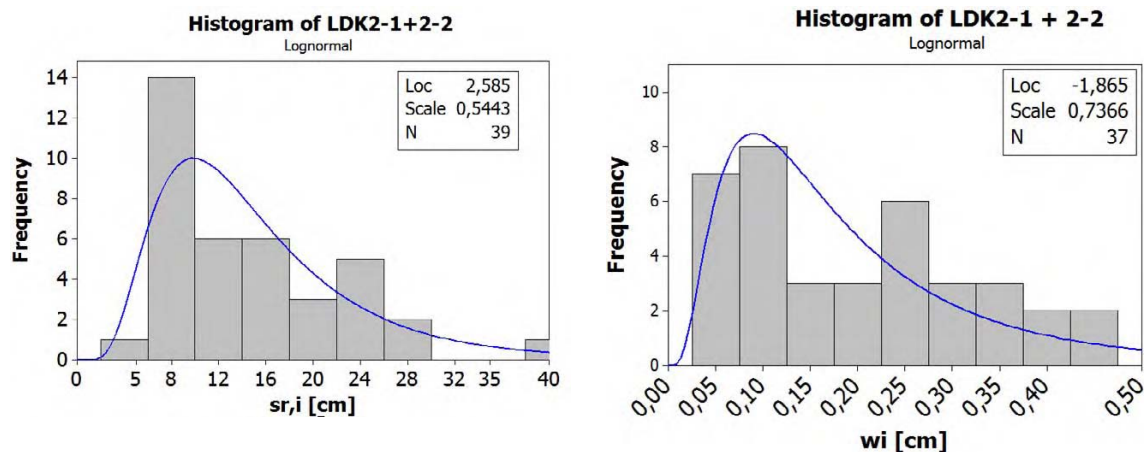 Histogram of LDK2-1+2-2
Lognormal
Loc 2,585
Scale 0,5443
N 39
Frequency
14
12
10
8
6
4
2
0
0 5 8 12 16 20 24 28 32 35 40
sr,i [cm]
Histogram of LDK2-1 + 2-2
Lognormal
Loc -1,865
Scale 0,7366
N 37
Frequency
10
8
6
4
2
0
0,00 0,05 0,10 0,15 0,20 0,25 0,30 0,35 0,40 0,50
wi [cm]